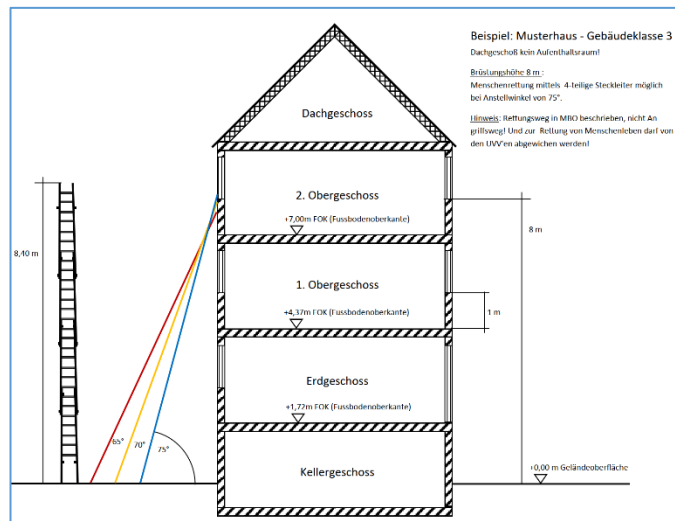 Beispiel: Musterhaus - Gebäudeklasse 3
Dachgeschoß kein Aufenthaltsraum!
Brüstungshöhe 8 m :
Menschenrettung mittels 4-teilige Steckleiter möglich
bei Anstellwinkel von 75°.
Hinweis: Rettungsweg in MBO beschrieben, nicht An
griffsweg! Und zur Rettung von Menschenleben darf von
den UVV'en abgewichen werden!
Dachgeschoss
2. Obergeschoss
+7,00m FOK (Fussbodenoberkante)
8,40 m
8 m
1. Obergeschoss
+4,37m FOK (Fussbodenoberkante)
1 m
Erdgeschoss
+1,72m FOK (Fussbodenoberkante)
65°
70°
75°
Kellergeschoss
+0,00 m Geländeoberfläche